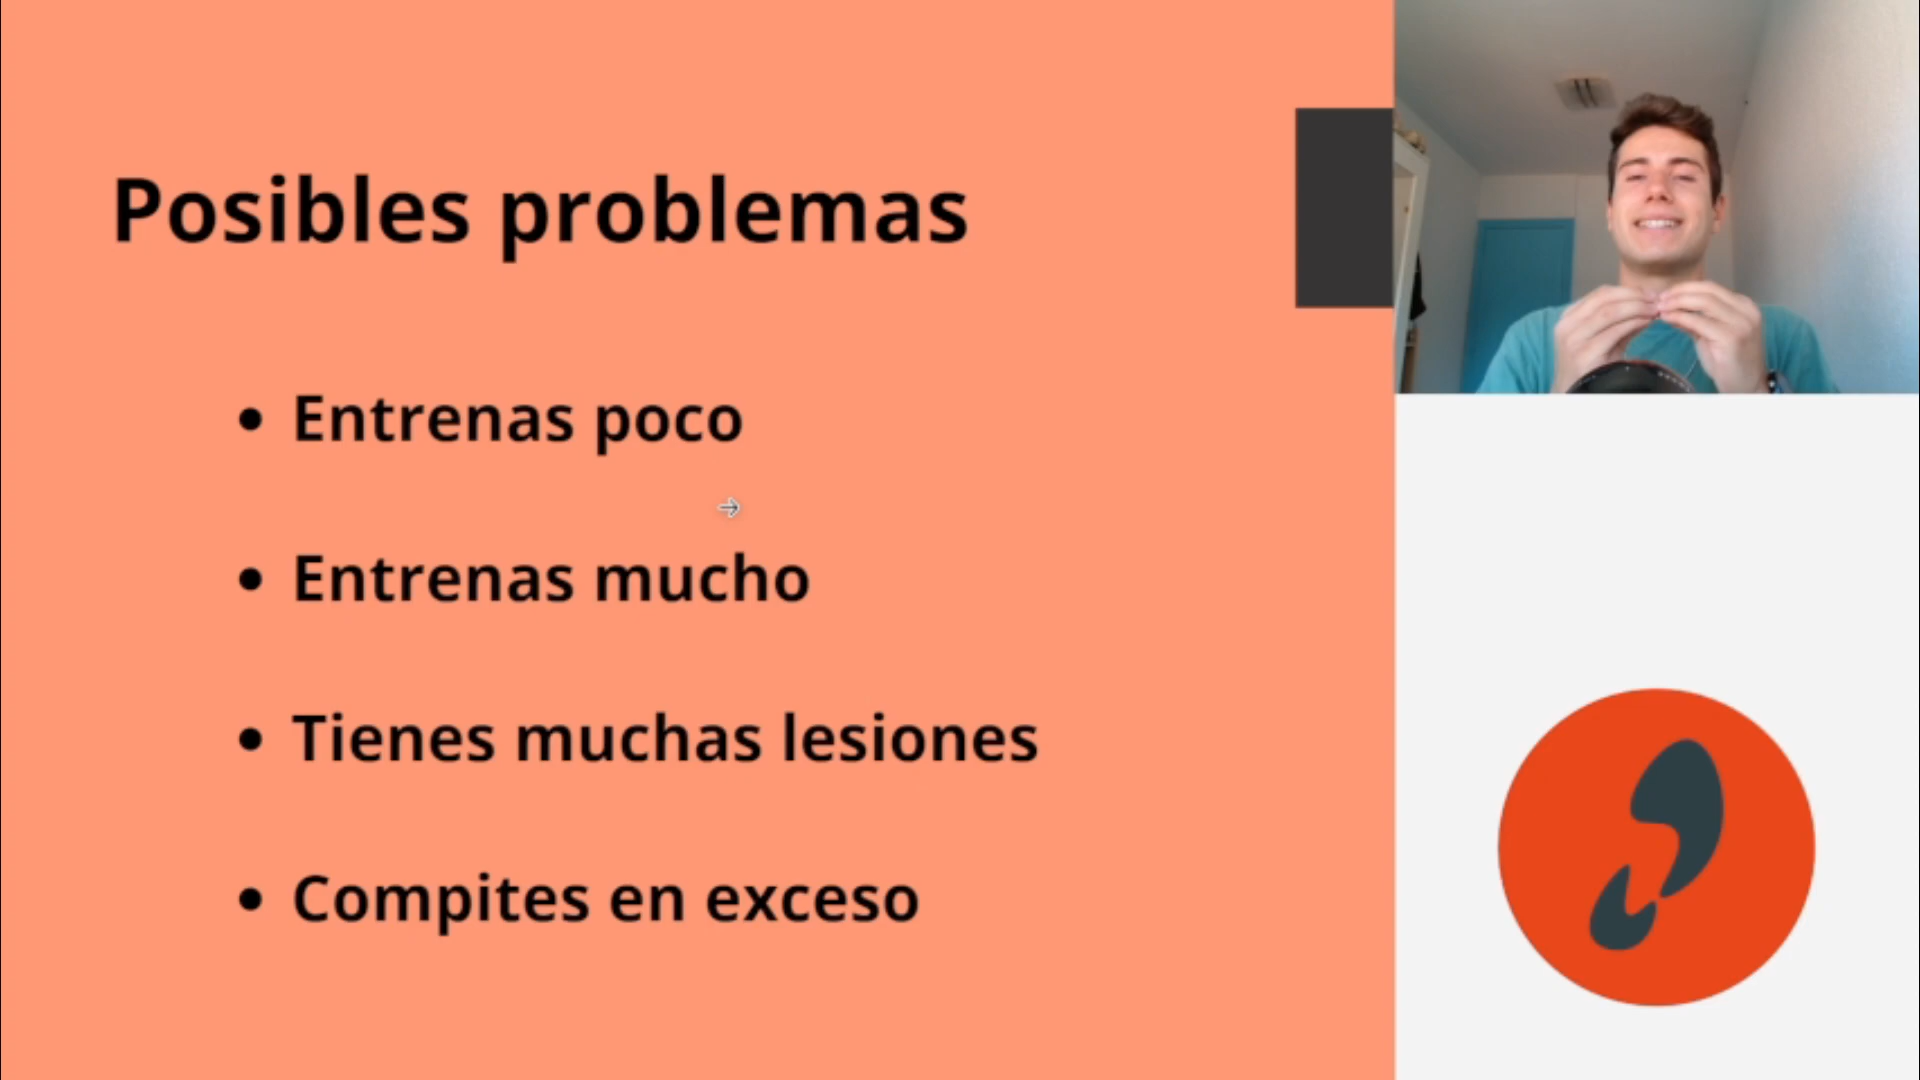 Posibles problemas
• Entrenas poco
• Entrenas mucho
• Tienes muchas lesiones
• Compites en exceso